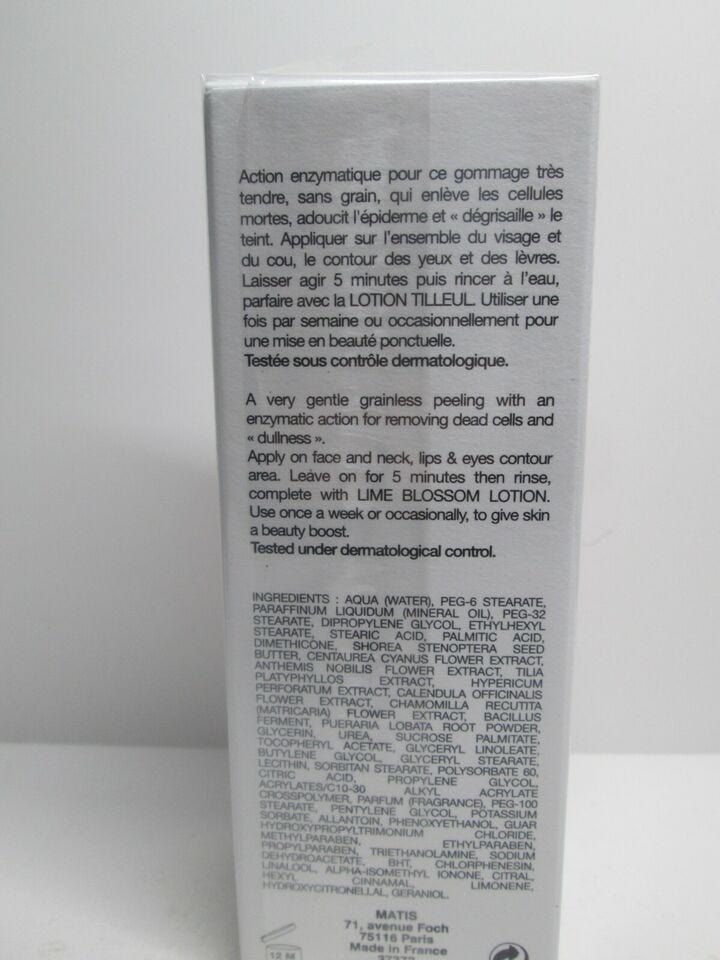 Action enzymatique pour ce gommage très
tendre, sans grain, qui enlève les cellules
mortes, adoucit l'épiderme et « dégrisaille » le
teint. Appliquer sur l'ensemble du visage et
du cou, le contour des yeux et des lèvres.
Laisser agir 5 minutes puis rincer à l'eau,
parfaire avec la LOTION TILLEUL. Utiliser une
fois par semaine ou occasionnellement pour
une mise en beauté ponctuelle.
Testée sous contrôle dermatologique.
A very gentle grainless peeling with an
enzymatic action for removing dead cells and
« dullness ».
Apply on face and neck, lips & eyes contour
area. Leave on for 5 minutes then rinse,
complete with LIME BLOSSOM LOTION.
Use once a week or occasionally, to give skin
a beauty boost.
Tested under dermatological control.
INGREDIENTS : AQUA (WATER), PEG-6 STEARATE,
PARAFFINUM LIQUIDUM (MINERAL OIL), PEG-32
STEARATE, DIPROPYLENE GLYCOL, ETHYLHEXYL
STEARATE, STEARIC ACID, PALMITIC ACID,
DIMETHICONE, SHOREA STENOPTERA SEED
BUTTER, CENTAUREA CYANUS FLOWER EXTRACT,
ANTHEMIS NOBILIS FLOWER EXTRACT, TILIA
PLATYPHYLLOS EXTRACT, HYPERICUM
PERFORATUM EXTRACT, CALENDULA OFFICINALIS
FLOWER EXTRACT, CHAMOMILLA RECUTITA
(MATRICARIA) FLOWER EXTRACT, BACILLUS
FERMENT, PUERARIA LOBATA ROOT POWDER,
GLYCERIN, UREA, SUCROSE PALMITATE,
TOCOPHERYL ACETATE, GLYCERYL LINOLEATE,
BUTYLENE GLYCOL, GLYCERYL STEARATE,
LECITHIN, SORBITAN STEARATE, POLYSORBATE 60,
CITRIC ACID, PROPYLENE GLYCOL,
ACRYLATES/C10-30 ALKYL ACRYLATE
CROSSPOLYMER, PARFUM (FRAGRANCE), PEG-100
STEARATE, PENTYLENE GLYCOL, POTASSIUM
SORBATE, ALLANTOIN, PHENOXYETHANOL, GUAR
HYDROXYPROPYLTRIMONIUM CHLORIDE,
METHYLPARABEN, ETHYLPARABEN,
PROPYLPARABEN, TRIETHANOLAMINE, SODIUM
DEHYDROACETATE, BHT, CHLORPHENESIN,
LINALOOL, ALPHA-ISOMETHYL IONONE, CITRAL,
HEXYL CINNAMAL, LIMONENE,
HYDROXYCITRONELLAL, GERANIOL.
MATIS
71, avenue Foch
75116 Paris
Made in France
12 M